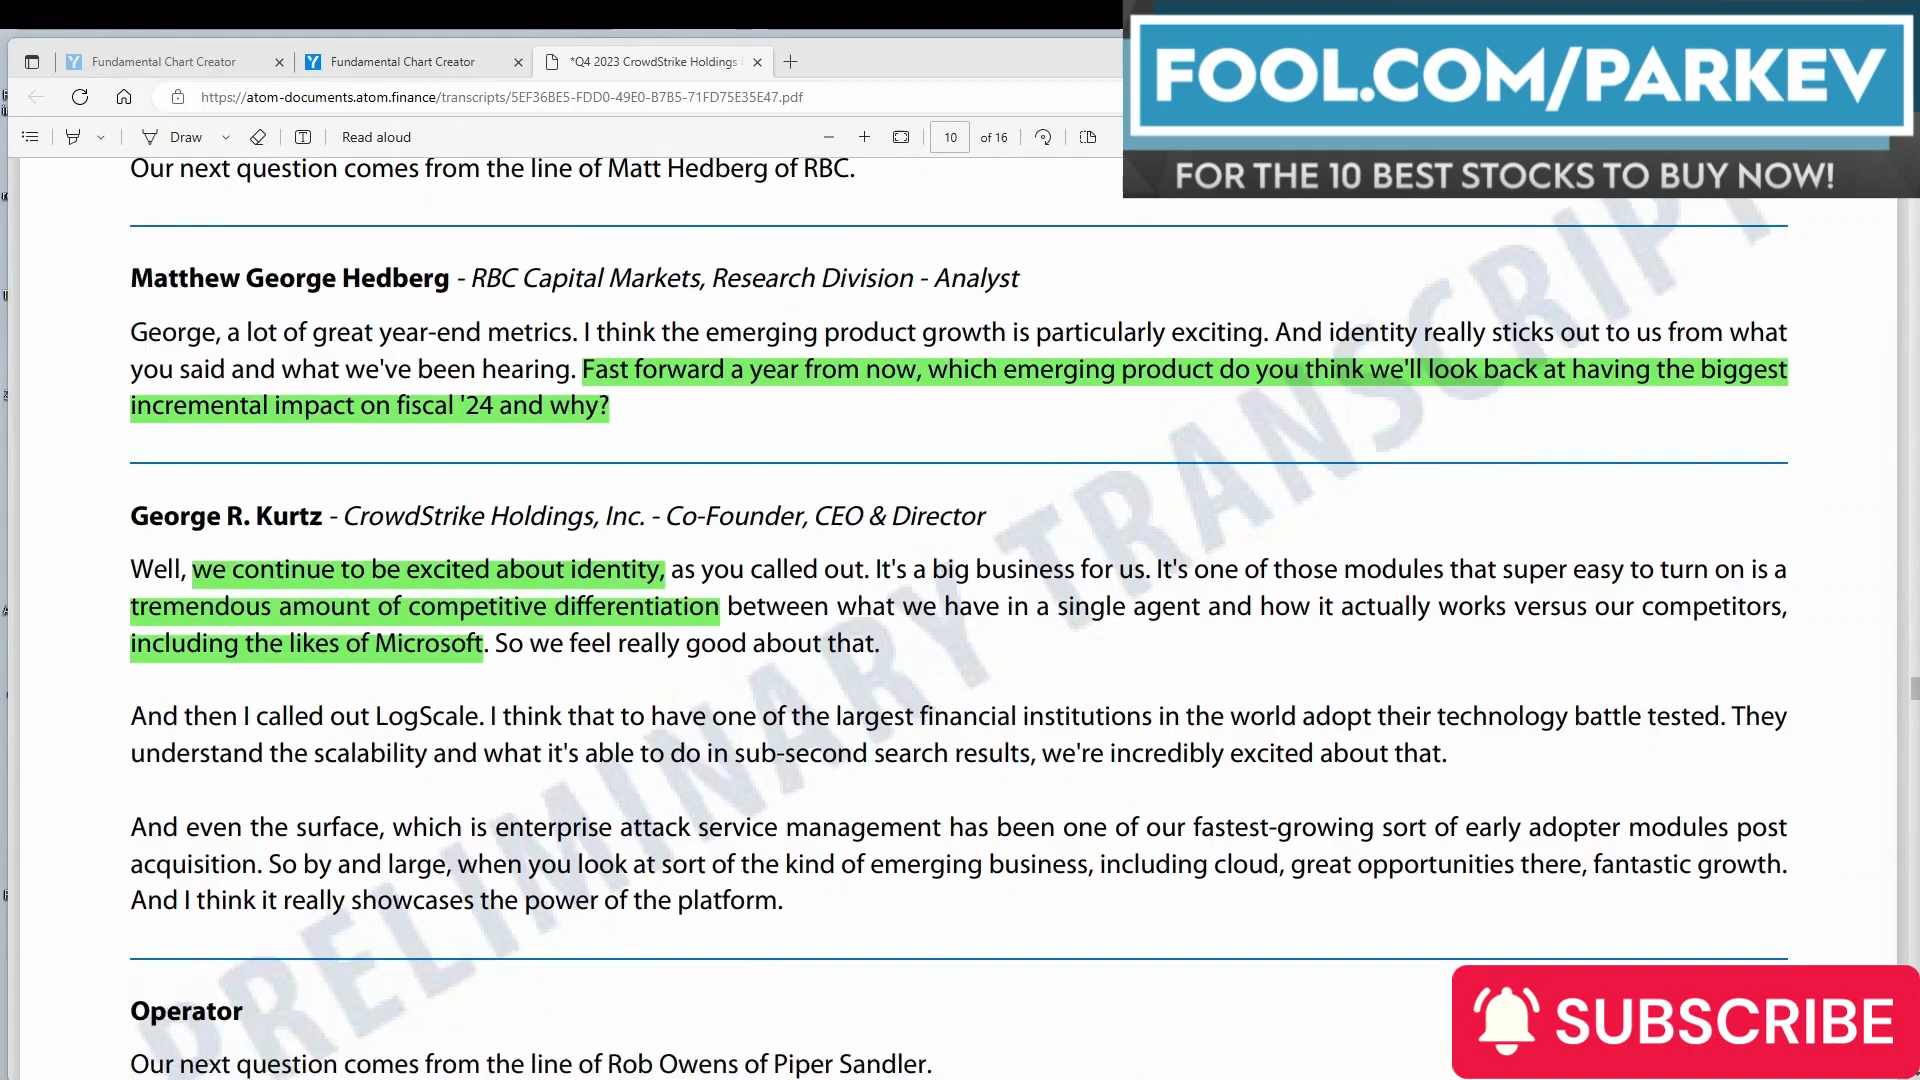 FOOL.COM/PARKEV
FOR THE 10 BEST STOCKS TO BUY NOW!
Fundamental Chart Creator
Fundamental Chart Creator
*Q4 2023 CrowdStrike Holdings
https://atom-documents.atom.finance/transcripts/5EF36BE5-FDD0-49E0-B7B5-71FD75E35E47.pdf
Draw
Read aloud
10
of 16
Our next question comes from the line of Matt Hedberg of RBC.
Matthew George Hedberg - RBC Capital Markets, Research Division - Analyst
George, a lot of great year-end metrics. I think the emerging product growth is particularly exciting. And identity really sticks out to us from what
you said and what we've been hearing. Fast forward a year from now, which emerging product do you think we'll look back at having the biggest
incremental impact on fiscal '24 and why?
George R. Kurtz - CrowdStrike Holdings, Inc. - Co-Founder, CEO & Director
Well, we continue to be excited about identity, as you called out. It's a big business for us. It's one of those modules that super easy to turn on is a
tremendous amount of competitive differentiation between what we have in a single agent and how it actually works versus our competitors,
including the likes of Microsoft. So we feel really good about that.
And then I called out LogScale. I think that to have one of the largest financial institutions in the world adopt their technology battle tested. They
understand the scalability and what it's able to do in sub-second search results, we're incredibly excited about that.
And even the surface, which is enterprise attack service management has been one of our fastest-growing sort of early adopter modules post
acquisition. So by and large, when you look at sort of the kind of emerging business, including cloud, great opportunities there, fantastic growth.
And I think it really showcases the power of the platform.
Operator
Our next question comes from the line of Rob Owens of Piper Sandler.
PRELIMINARY TRANSCRIPT
SUBSCRIBE